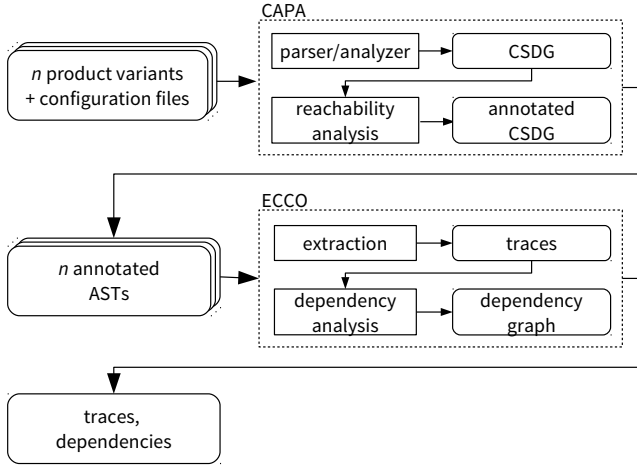 CAPA
n product variants
+ configuration files
parser/analyzer
CSDG
reachability
analysis
annotated
CSDG
ECCO
n annotated
ASTs
extraction
traces
dependency
analysis
dependency
graph
traces,
dependencies